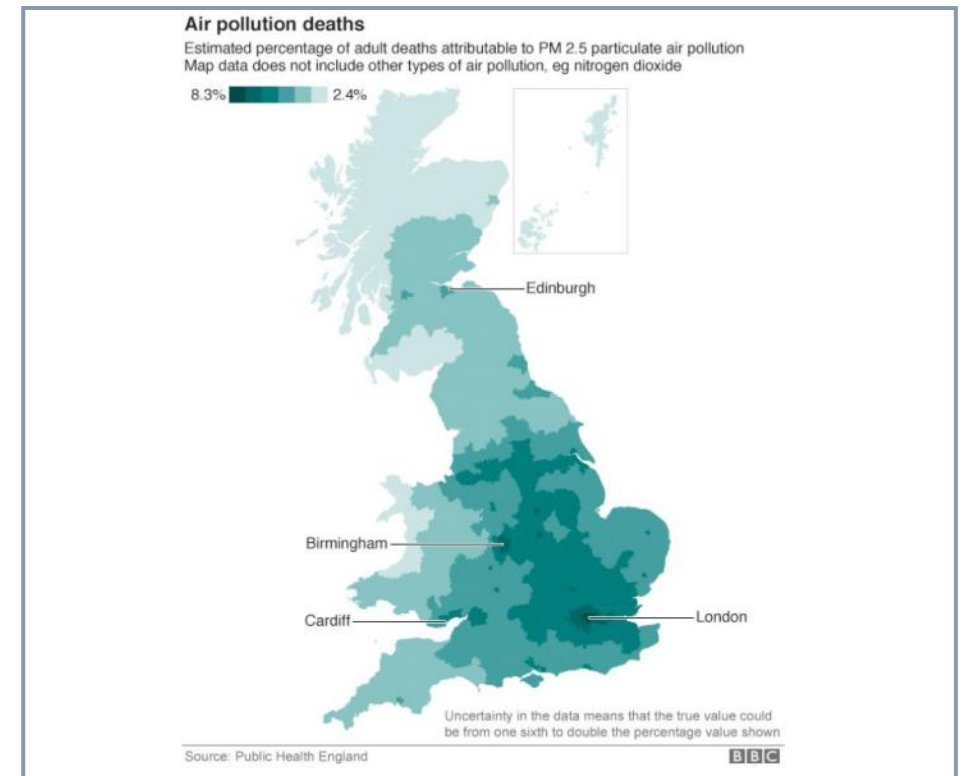 Air pollution deaths
Estimated percentage of adult deaths attributable to PM 2.5 particulate air pollution
Map data does not include other types of air pollution, eg nitrogen dioxide
8.3% 2.4%
Edinburgh
Birmingham
Cardiff
London
Uncertainty in the data means that the true value could
be from one sixth to double the percentage value shown
Source: Public Health England
BBC